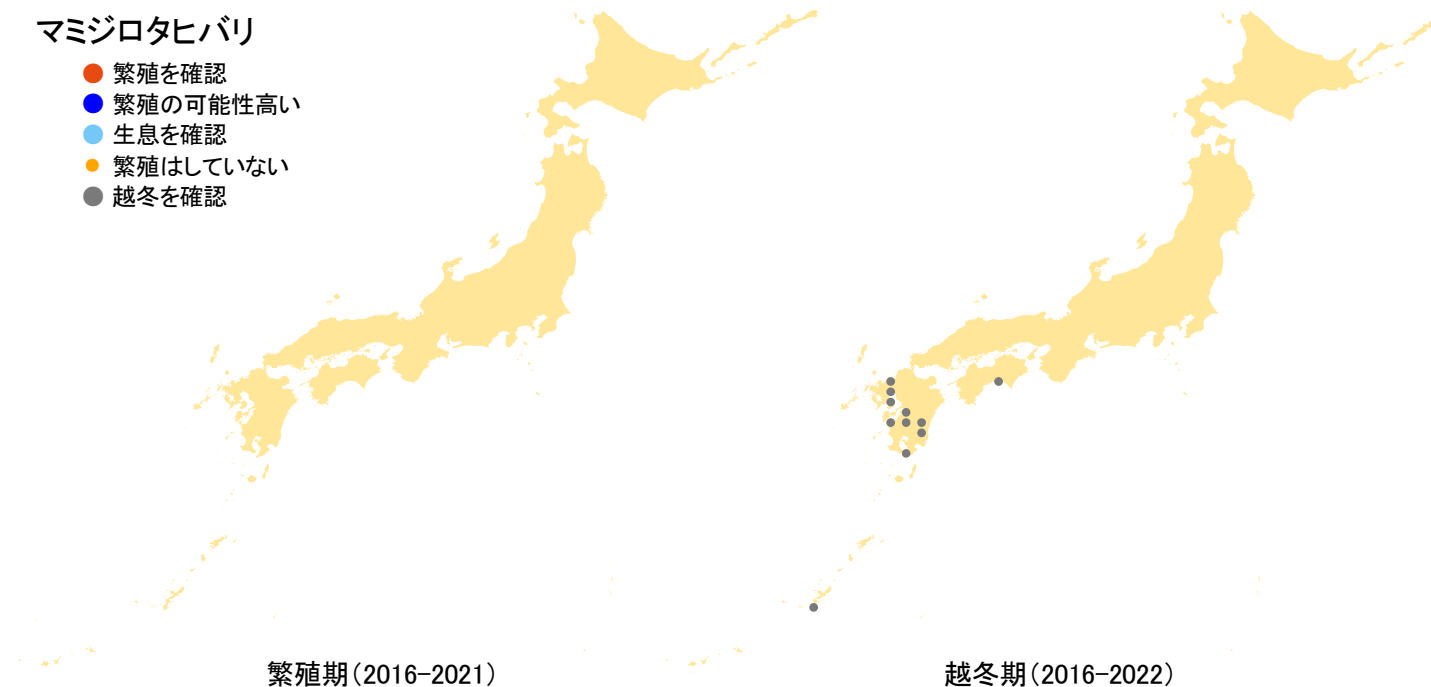 マミジロタヒバリ
繁殖を確認
繁殖の可能性高い
生息を確認
繁殖はしていない
越冬を確認
繁殖期(2016-2021)
越冬期(2016-2022)